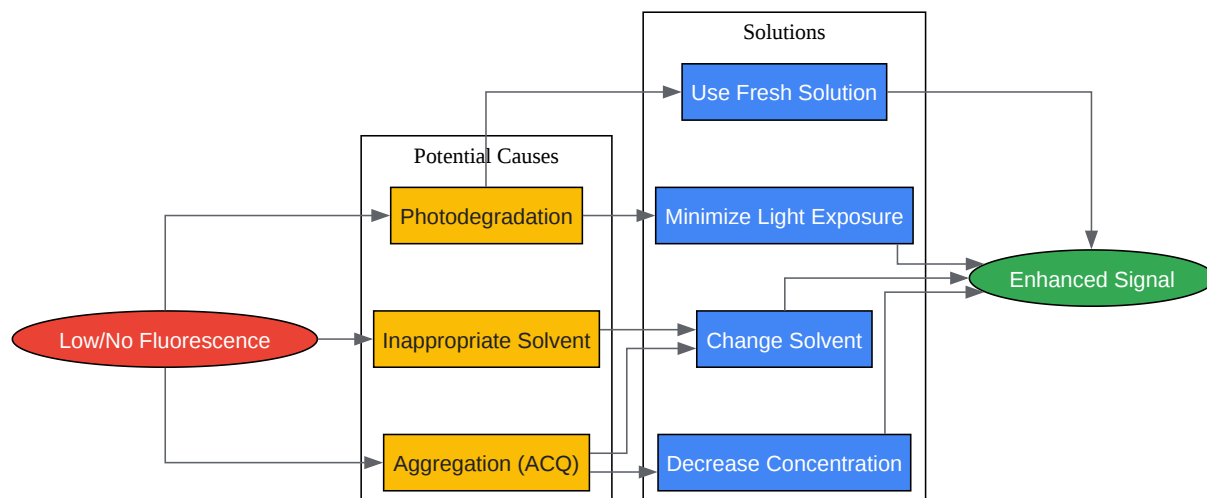 Solutions
Use Fresh Solution
Potential Causes
Photodegradation
Minimize Light Exposure
Enhanced Signal
Low/No Fluorescence
Inappropriate Solvent
Change Solvent
Aggregation (ACQ)
Decrease Concentration